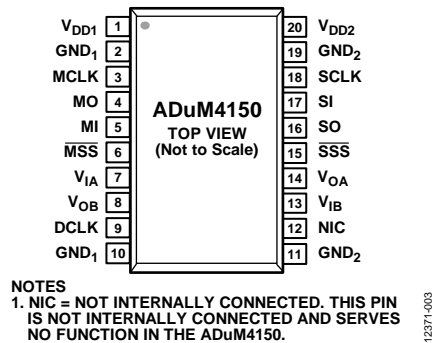 VDD1 1 20 VDD2
GND1 2 19 GND2
MCLK 3 18 SCLK
MO 4 17 SI
MI 5 16 SO
MSS 6 15 SSS
VIA 7 14 VOA
VOB 8 13 VIB
DCLK 9 12 NIC
GND1 10 11 GND2
ADuM4150
TOP VIEW
(Not to Scale)
NOTES
1. NIC = NOT INTERNALLY CONNECTED. THIS PIN
IS NOT INTERNALLY CONNECTED AND SERVES
NO FUNCTION IN THE ADuM4150.
12371-003